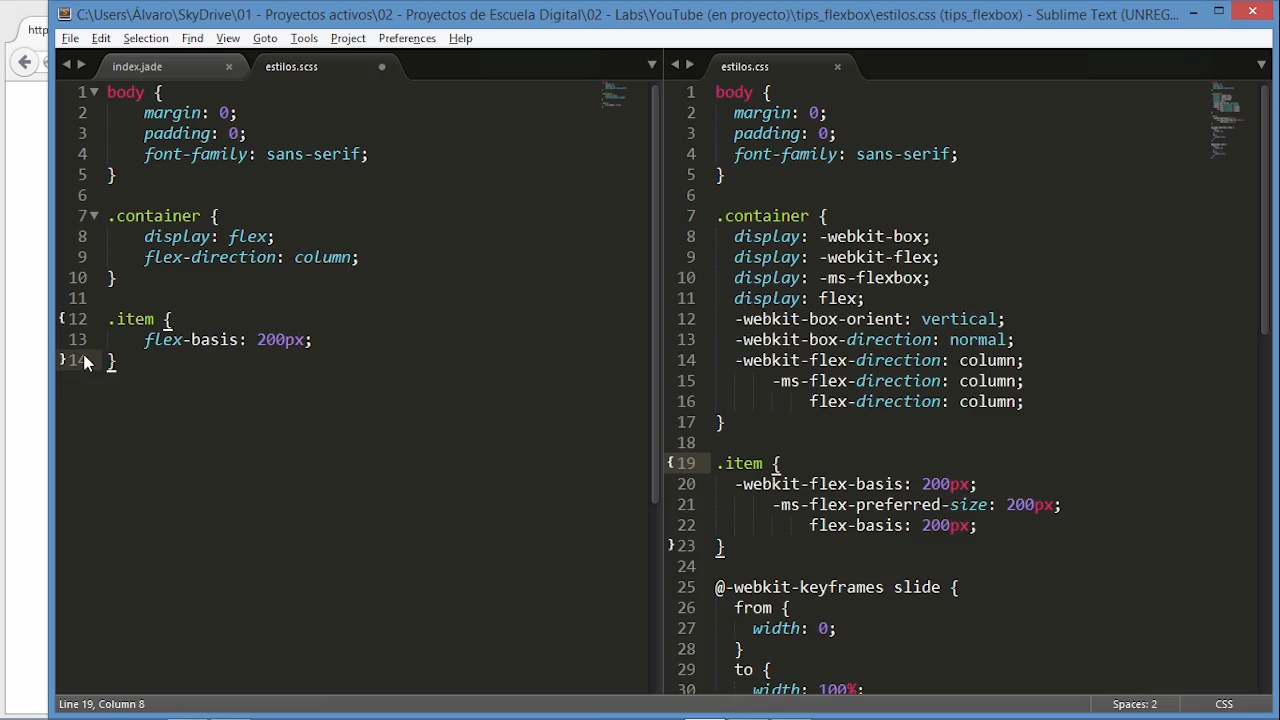 C:\Users\Álvaro\SkyDrive\01 - Proyectos activos\02 - Proyectos de Escuela Digital\02 - Labs\YouTube (en proyecto)\tips_flexbox\estilos.css (tips_flexbox) - Sublime Text (UNREG...
http
File Edit Selection Find View Goto Tools Project Preferences Help
index.jade × estilos.scss
1 body {
2 margin: 0;
3 padding: 0;
4 font-family: sans-serif;
5 }
6
7 .container {
8 display: flex;
9 flex-direction: column;
10 }
11
12 .item {
13 flex-basis: 200px;
14 }
estilos.css ×
1 body {
2 margin: 0;
3 padding: 0;
4 font-family: sans-serif;
5 }
6
7 .container {
8 display: -webkit-box;
9 display: -webkit-flex;
10 display: -ms-flexbox;
11 display: flex;
12 -webkit-box-orient: vertical;
13 -webkit-box-direction: normal;
14 -webkit-flex-direction: column;
15 -ms-flex-direction: column;
16 flex-direction: column;
17 }
18
19 .item {
20 -webkit-flex-basis: 200px;
21 -ms-flex-preferred-size: 200px;
22 flex-basis: 200px;
23 }
24
25 @-webkit-keyframes slide {
26 from {
27 width: 0;
28 }
29 to {
30 width: 100%;
Line 19, Column 8 Spaces: 2 CSS